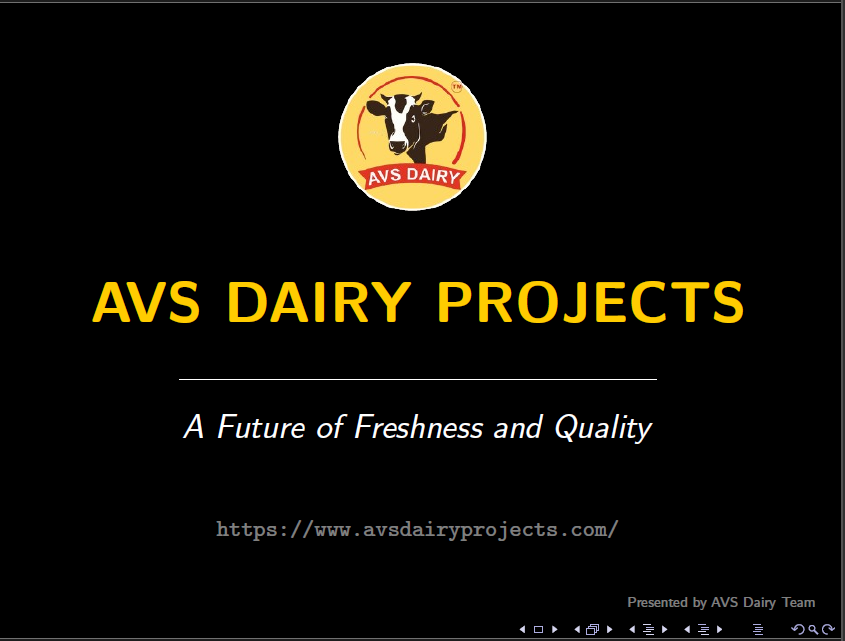 TM
AVS DAIRY
AVS DAIRY PROJECTS
A Future of Freshness and Quality
https://www.avsdairyprojects.com/
Presented by AVS Dairy Team